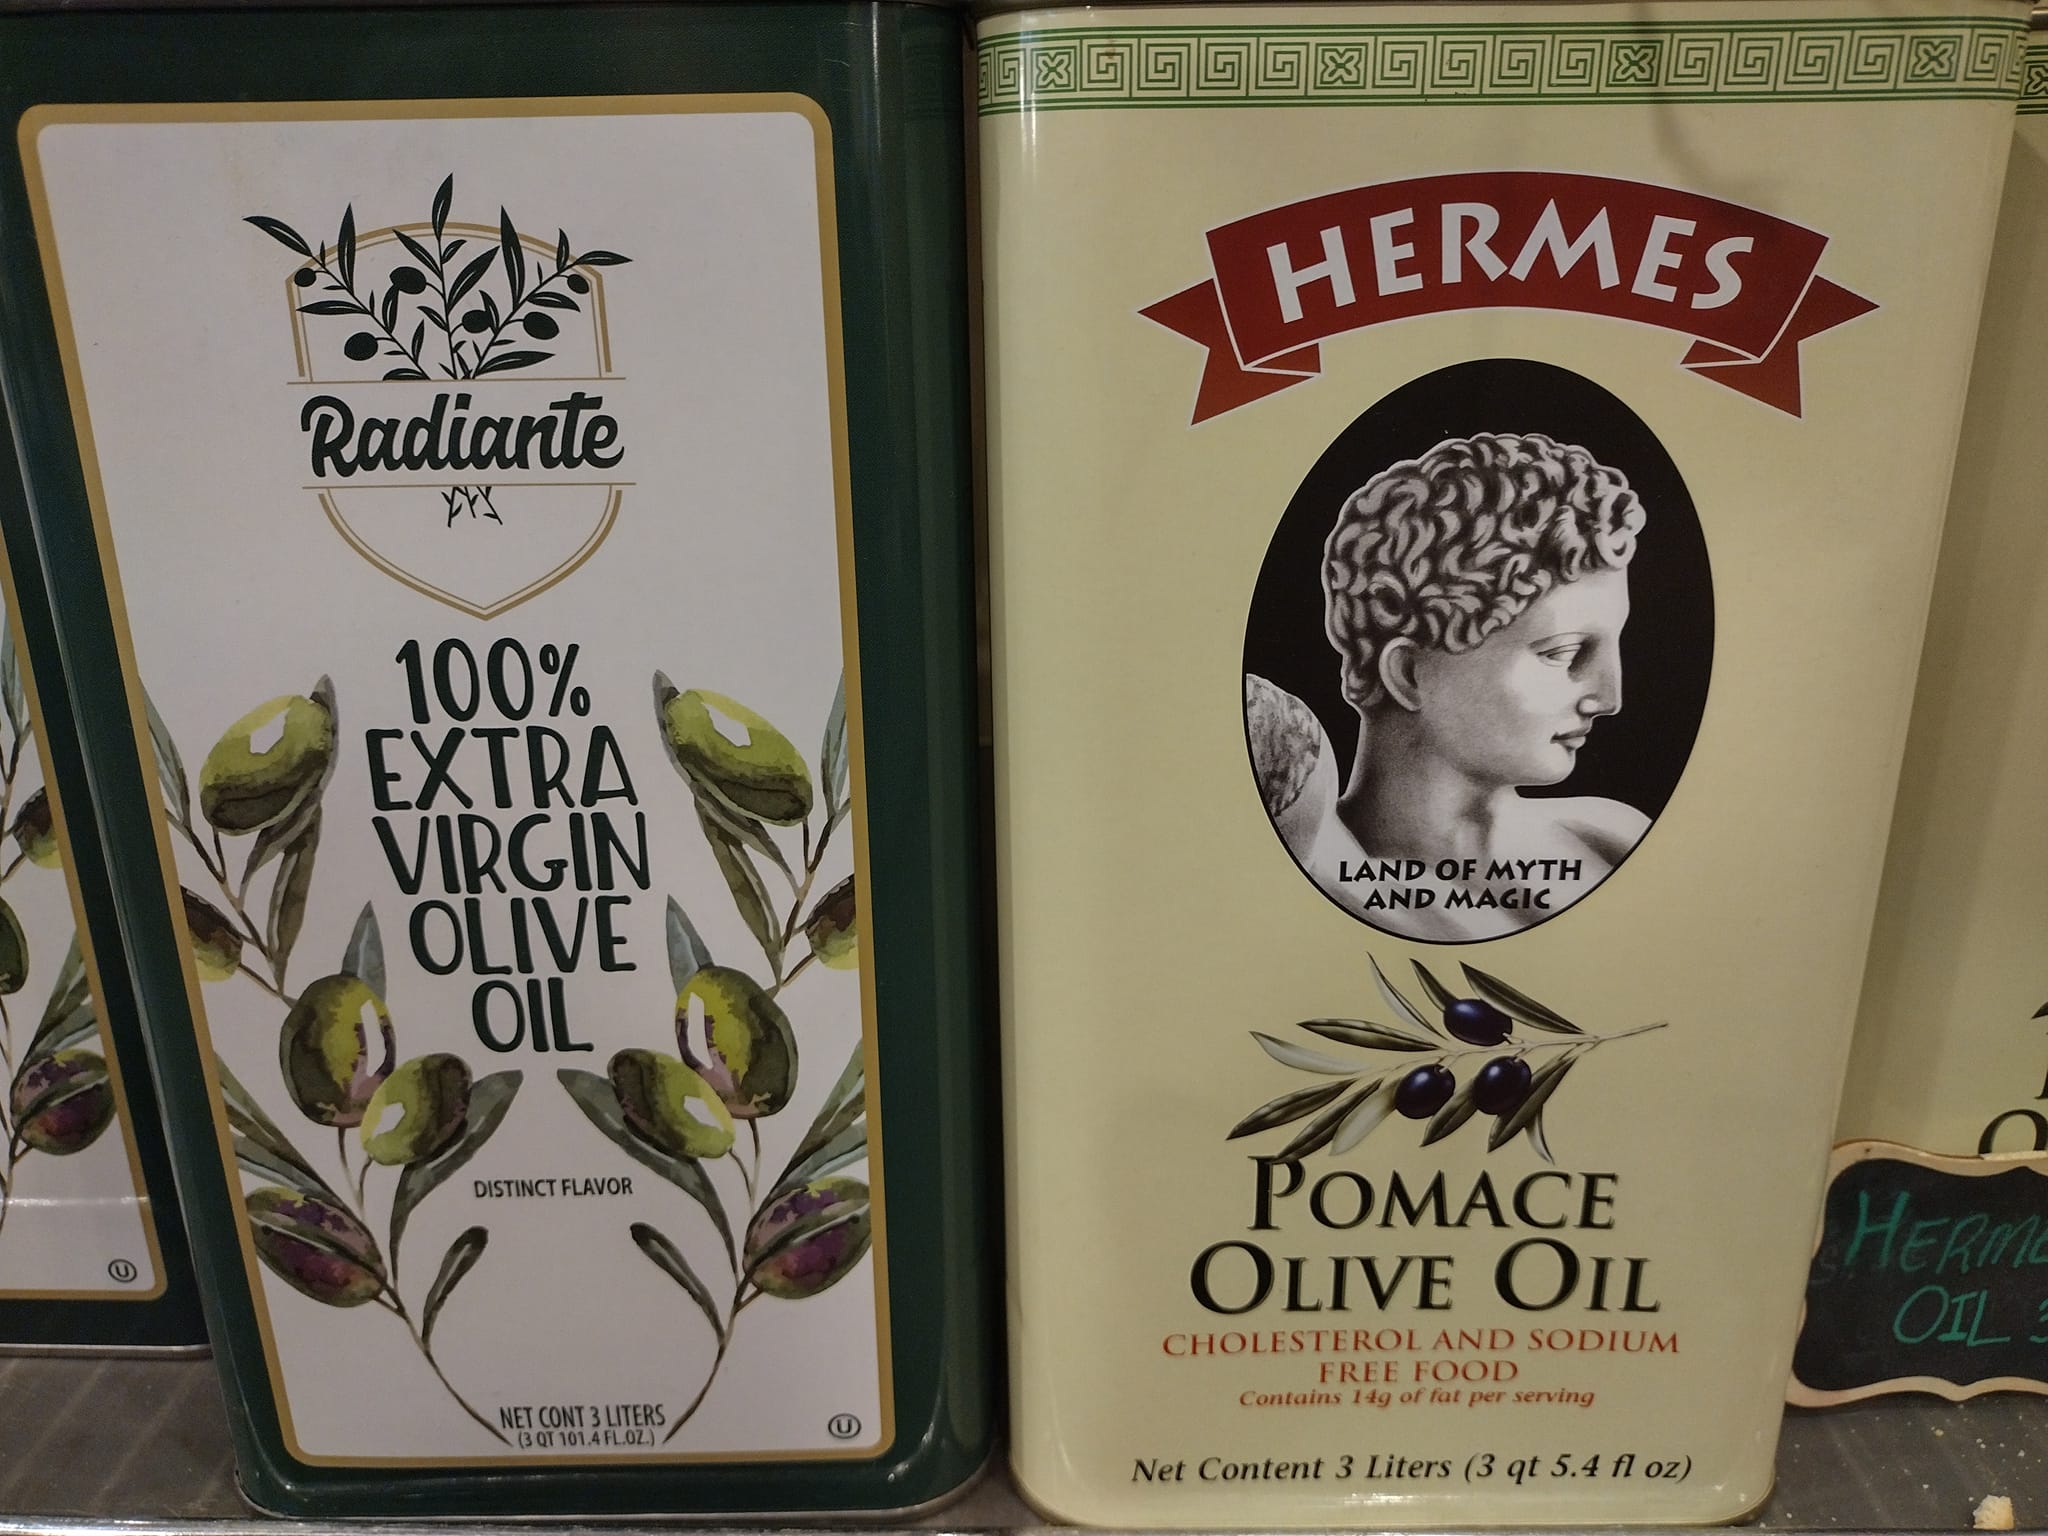 Radiante
100%
EXTRA
VIRGIN
OLIVE
OIL
DISTINCT FLAVOR
NET CONT 3 LITERS
(3 QT 101.4 FL.OZ.)
U
U
HERMES
LAND OF MYTH
AND MAGIC
POMACE
OLIVE OIL
CHOLESTEROL AND SODIUM
FREE FOOD
Contains 14g of fat per serving
Net Content 3 Liters (3 qt 5.4 fl oz)
OIL